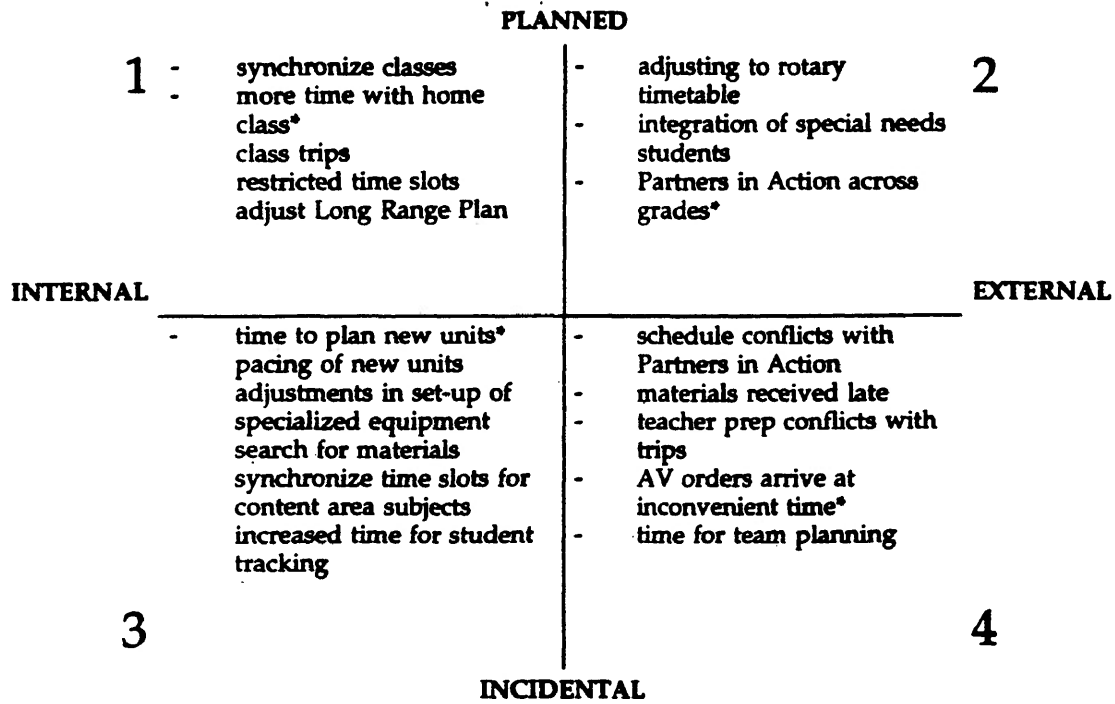 PLANNED
1
- synchronize classes
- more time with home
class*
class trips
restricted time slots
adjust Long Range Plan
2
- adjusting to rotary
timetable
- integration of special needs
students
- Partners in Action across
grades*
INTERNAL
EXTERNAL
- time to plan new units*
pacing of new units
adjustments in set-up of
specialized equipment
search for materials
synchronize time slots for
content area subjects
increased time for student
tracking
3
- schedule conflicts with
Partners in Action
- materials received late
- teacher prep conflicts with
trips
- AV orders arrive at
inconvenient time*
- time for team planning
4
INCIDENTAL